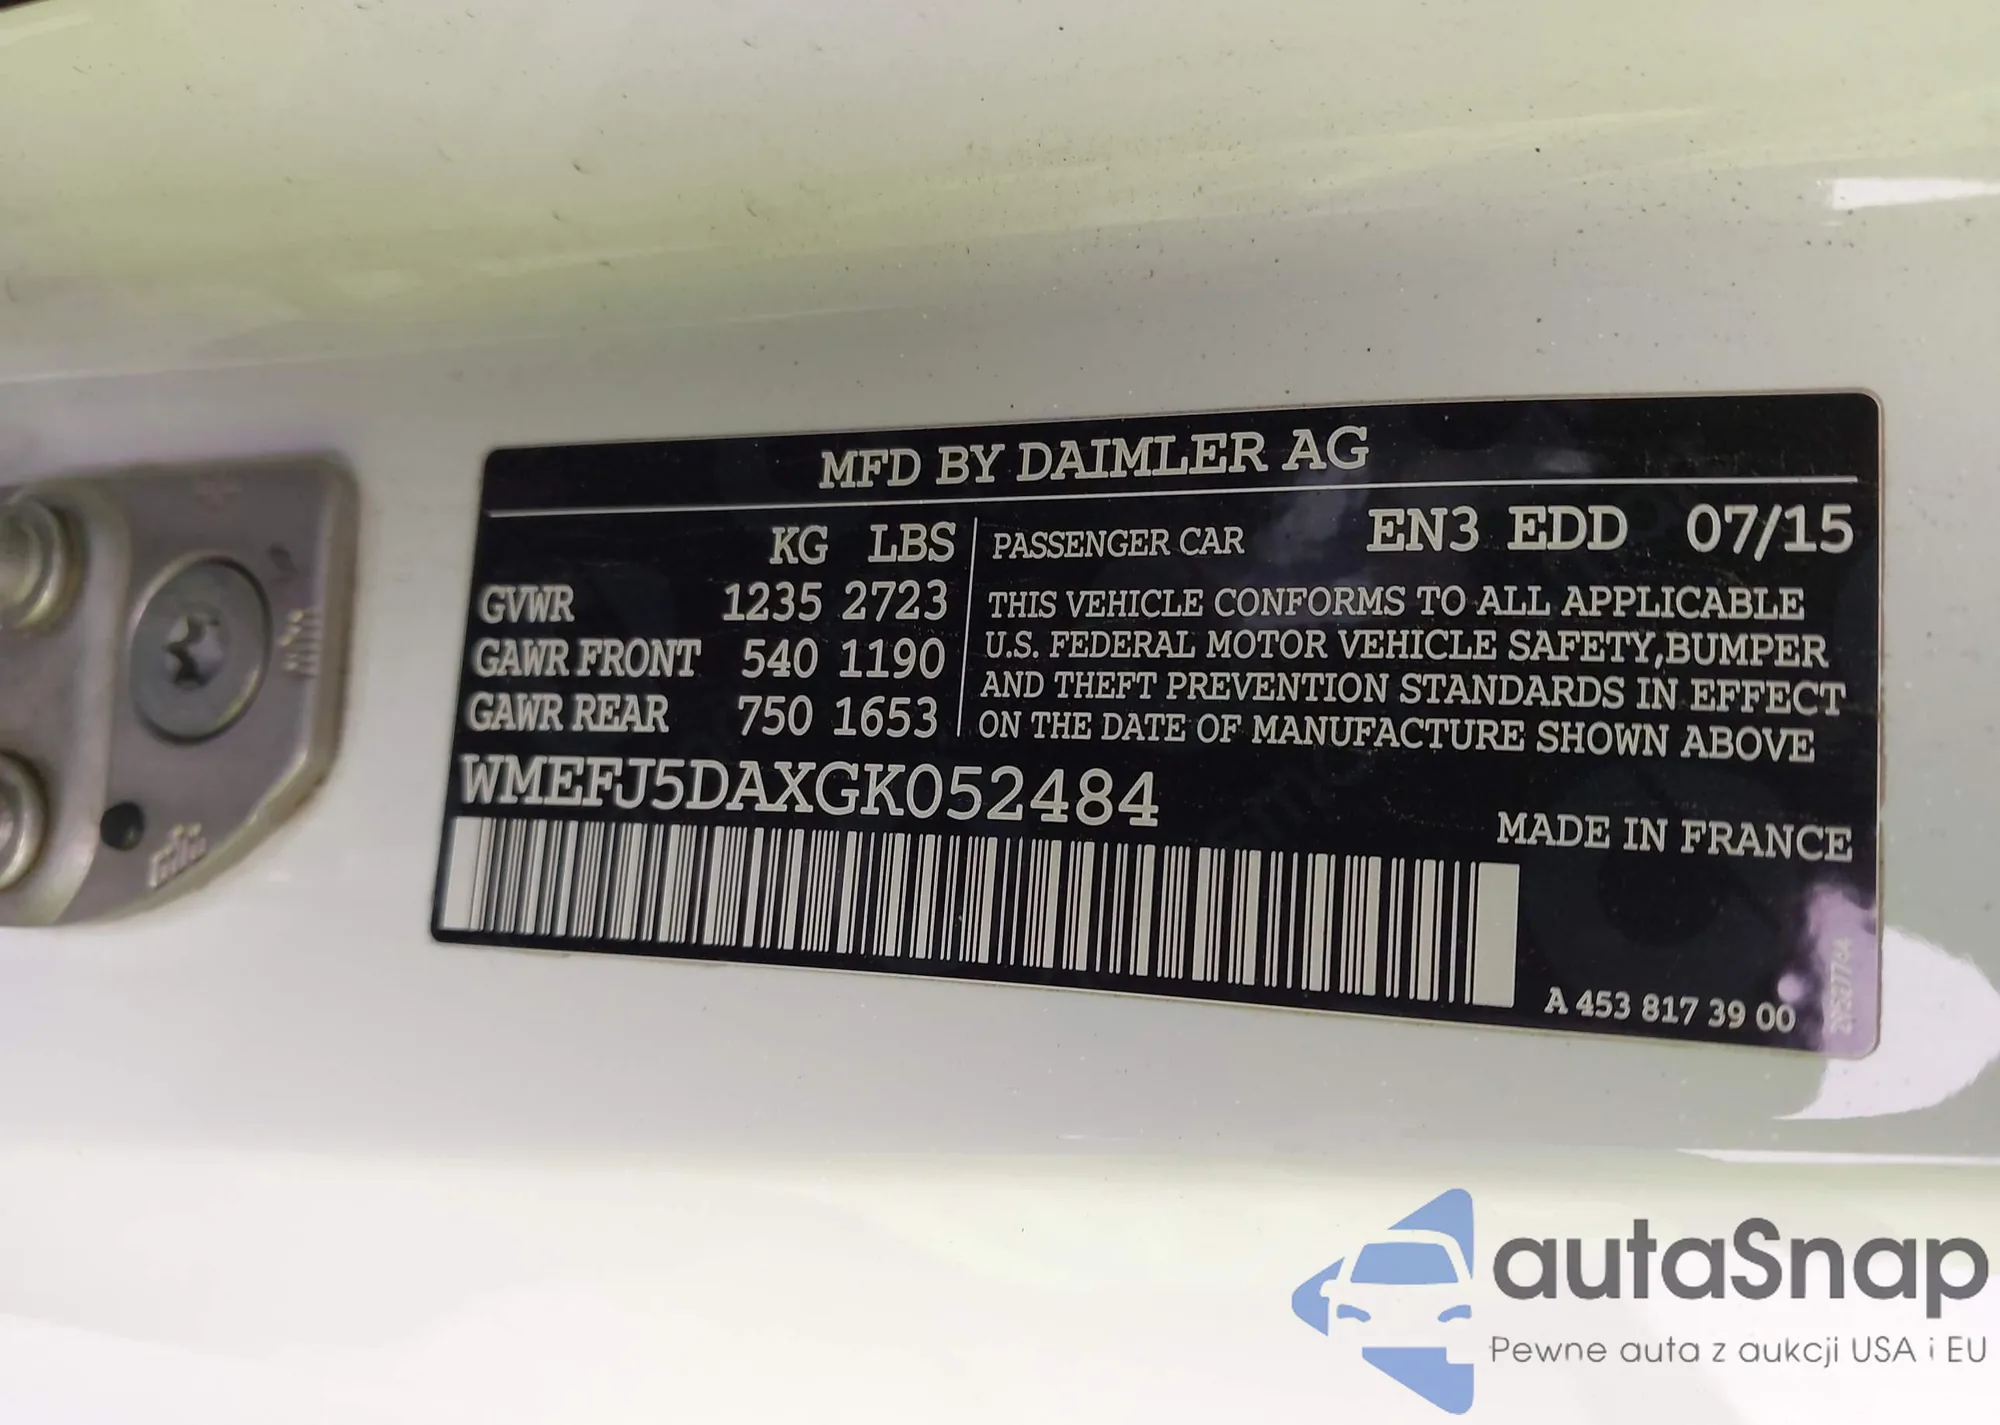 MFD BY DAIMLER AG
KG LBS
GVWR 1235 2723
GAWR FRONT 540 1190
GAWR REAR 750 1653
PASSENGER CAR EN3 EDD 07/15
THIS VEHICLE CONFORMS TO ALL APPLICABLE
U.S. FEDERAL MOTOR VEHICLE SAFETY,BUMPER
AND THEFT PREVENTION STANDARDS IN EFFECT
ON THE DATE OF MANUFACTURE SHOWN ABOVE
WMEFJ5DAXGK052484
MADE IN FRANCE
A 453 817 39 00
autaSnap
Pewne auta z aukcji USA i EU